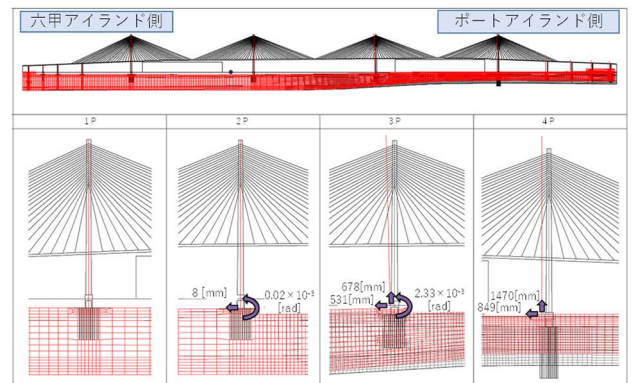 六甲アイランド側
ポートアイランド側
1P
2P
3P
4P
8 [mm]
0.02×10⁻³
[rad]
678[mm]
531[mm]
2.33×10⁻³
[rad]
1470[mm]
849[mm]